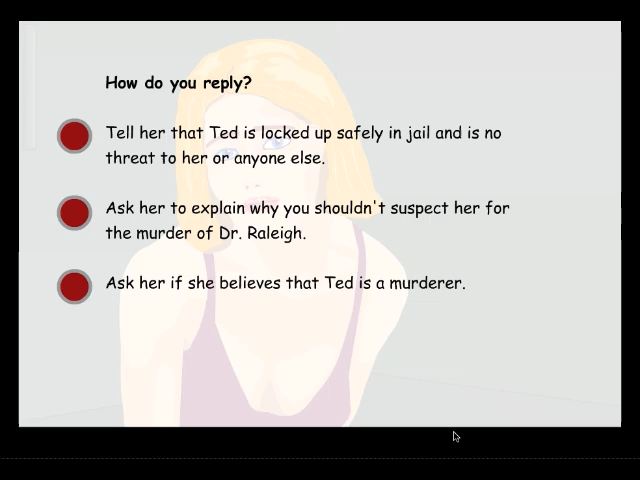 How do you reply?
Tell her that Ted is locked up safely in jail and is no
threat to her or anyone else.
Ask her to explain why you shouldn't suspect her for
the murder of Dr. Raleigh.
Ask her if she believes that Ted is a murderer.